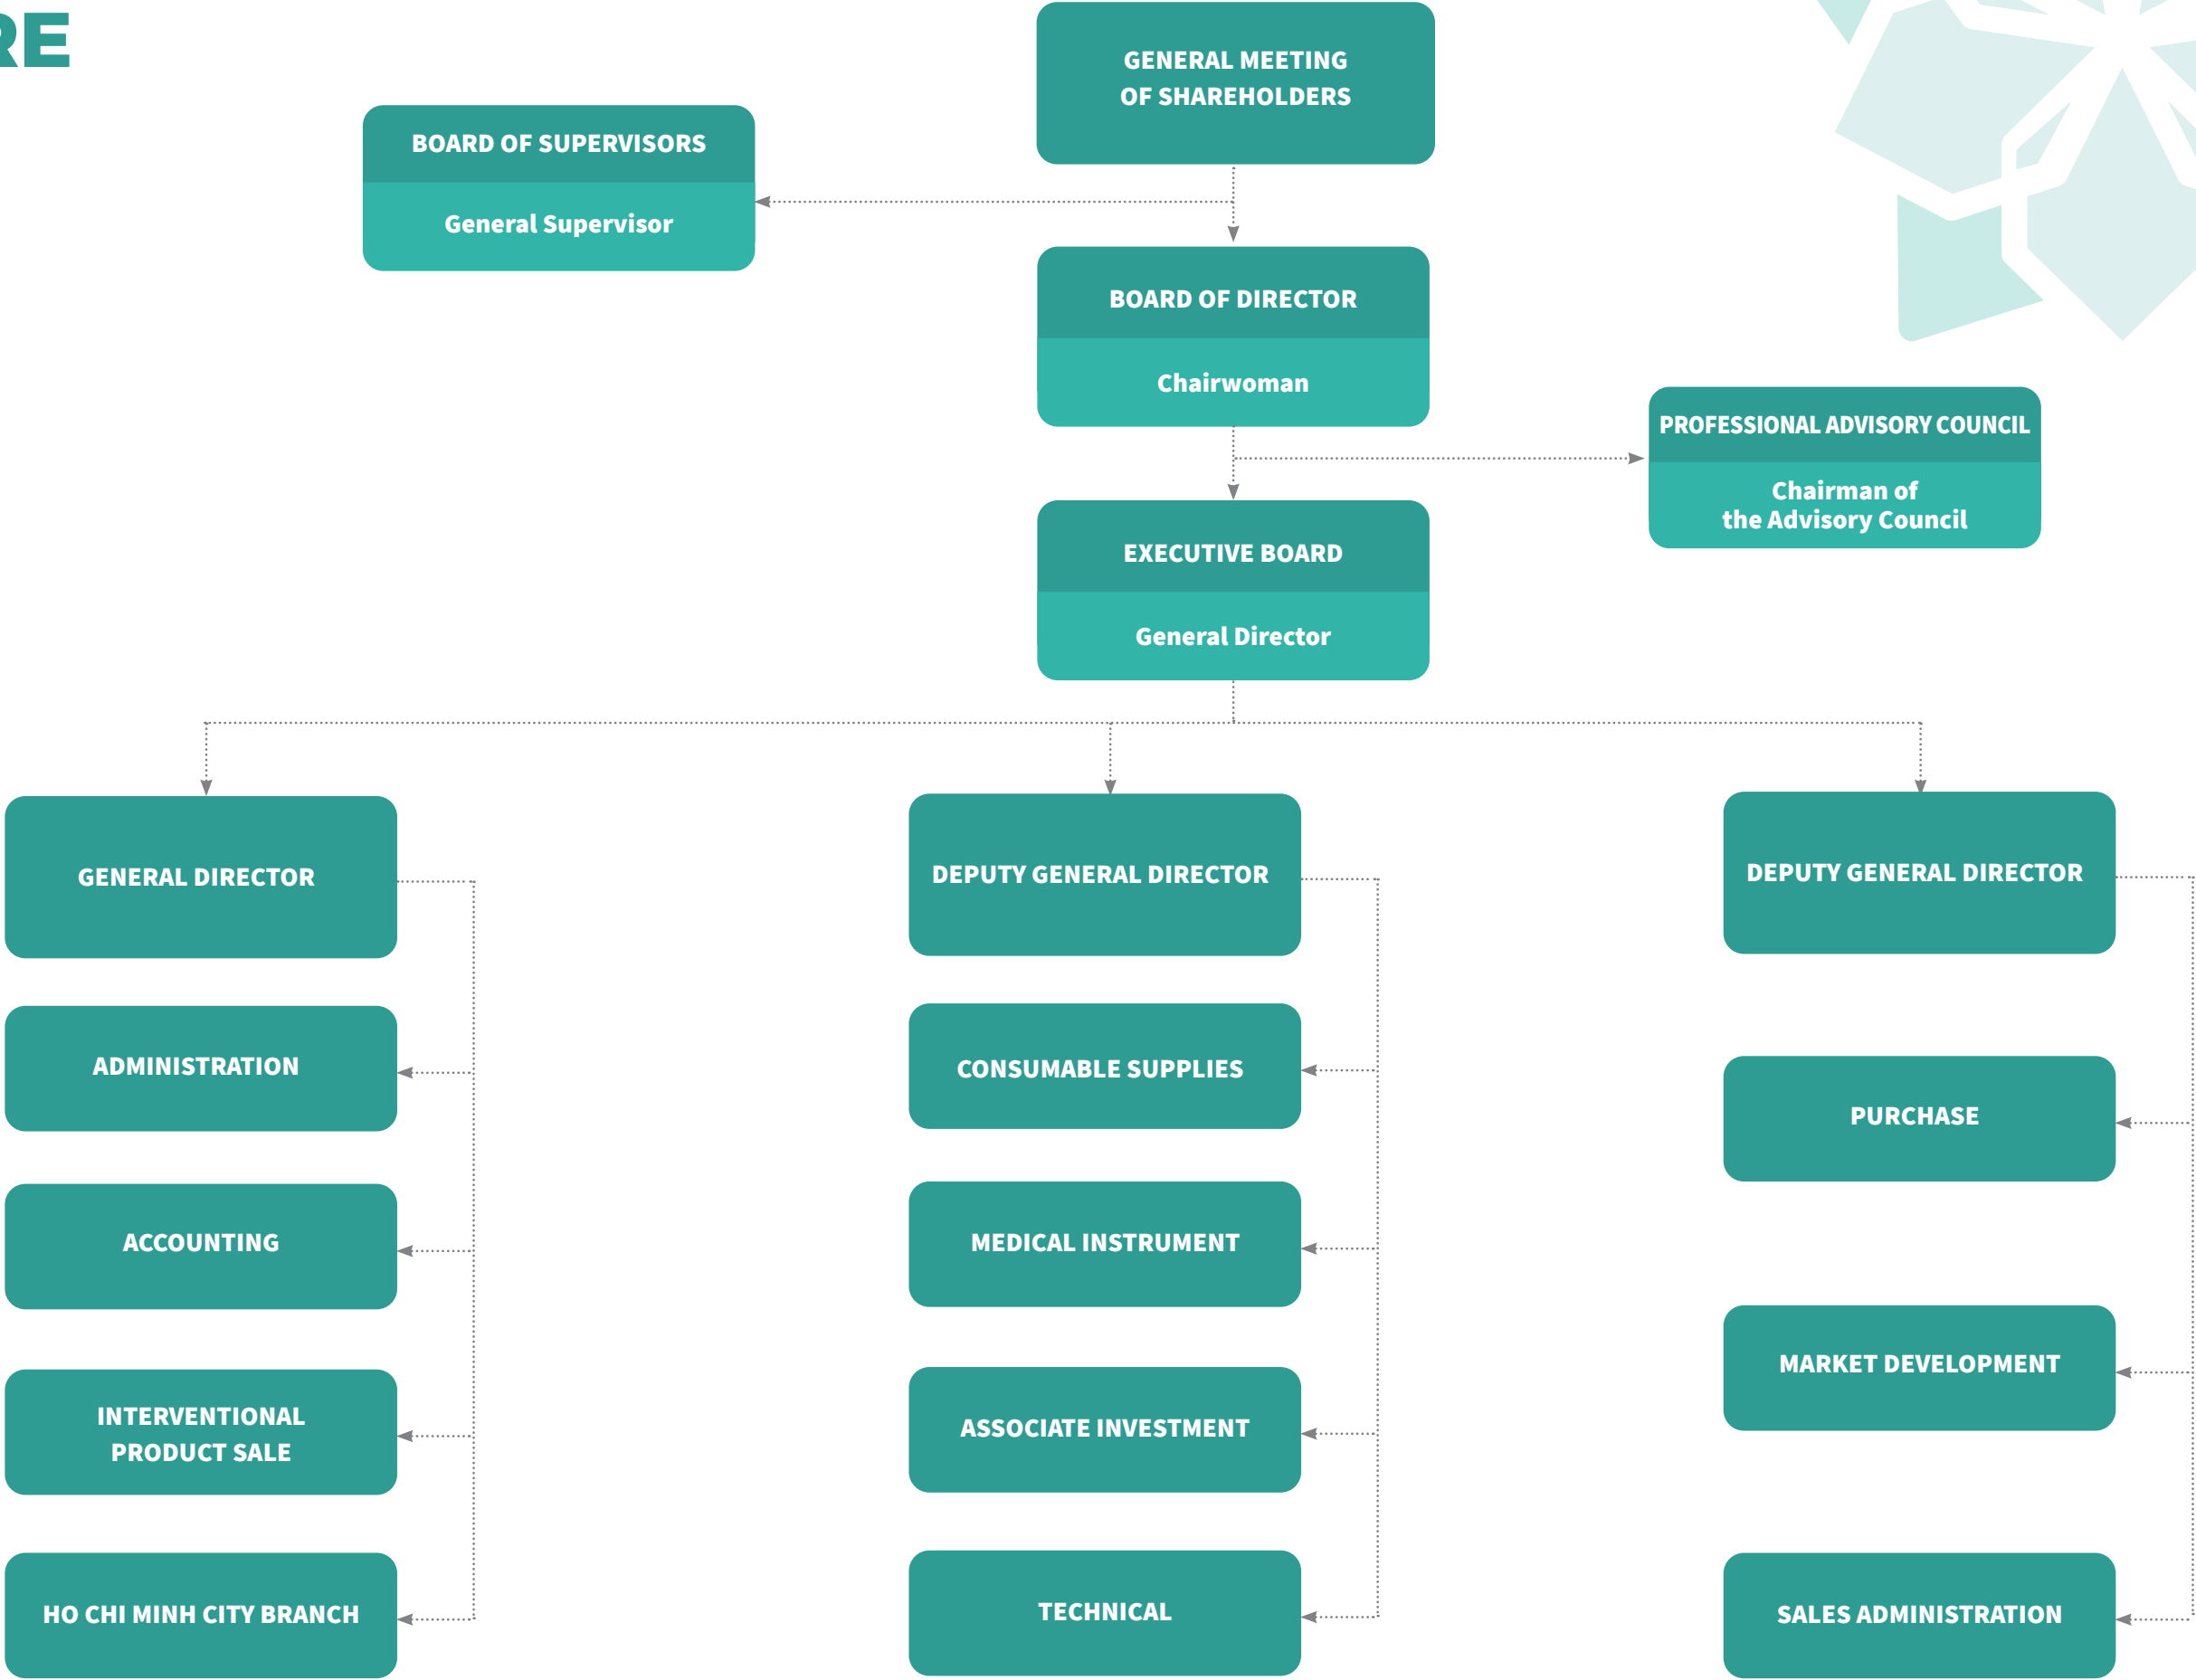 RE
GENERAL MEETING
OF SHAREHOLDERS
BOARD OF SUPERVISORS
General Supervisor
BOARD OF DIRECTOR
Chairwoman
PROFESSIONAL ADVISORY COUNCIL
Chairman of
the Advisory Council
EXECUTIVE BOARD
General Director
GENERAL DIRECTOR
ADMINISTRATION
ACCOUNTING
INTERVENTIONAL
PRODUCT SALE
HO CHI MINH CITY BRANCH
DEPUTY GENERAL DIRECTOR
CONSUMABLE SUPPLIES
MEDICAL INSTRUMENT
ASSOCIATE INVESTMENT
TECHNICAL
DEPUTY GENERAL DIRECTOR
PURCHASE
MARKET DEVELOPMENT
SALES ADMINISTRATION